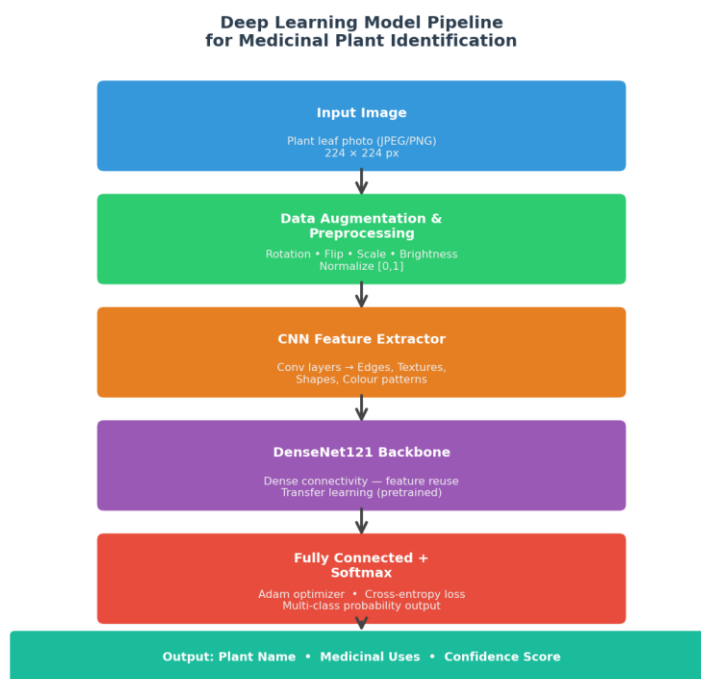 Deep Learning Model Pipeline
for Medicinal Plant Identification
Input Image
Plant leaf photo (JPEG/PNG)
224 × 224 px
Data Augmentation &
Preprocessing
Rotation • Flip • Scale • Brightness
Normalize [0,1]
CNN Feature Extractor
Conv layers → Edges, Textures,
Shapes, Colour patterns
DenseNet121 Backbone
Dense connectivity — feature reuse
Transfer learning (pretrained)
Fully Connected +
Softmax
Adam optimizer • Cross-entropy loss
Multi-class probability output
Output: Plant Name • Medicinal Uses • Confidence Score